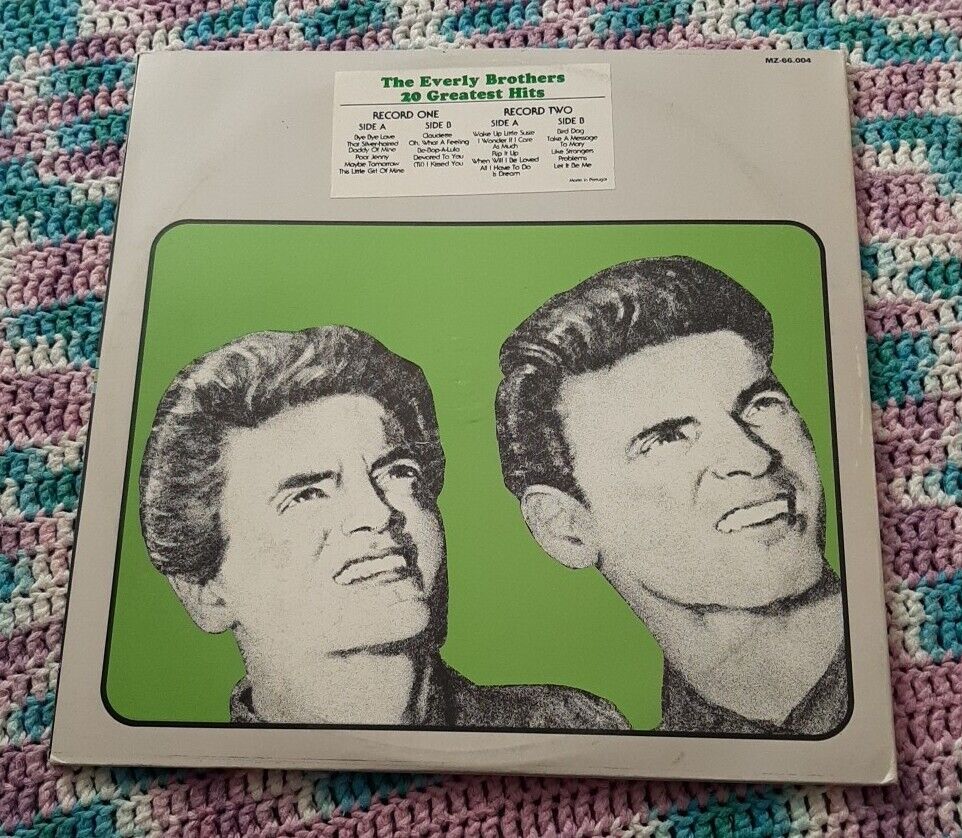 MZ-66.004
The Everly Brothers
20 Greatest Hits
RECORD ONE
SIDE A
Bye Bye Love
That Silver-haired
Daddy Of Mine
Poor Jenny
Maybe Tomorrow
This Little Girl Of Mine
SIDE B
Claudette
Oh, What A Feeling
Be-Bop-A-Lula
Devoted To You
(Til) I Kissed You
RECORD TWO
SIDE A
Wake Up Little Susie
I Wonder If I Care
As Much
Rip It Up
When Will I Be Loved
All I Have To Do
Is Dream
SIDE B
Bird Dog
Take A Message
To Mary
Like Strangers
Problems
Let It Be Me
Made in Portugal